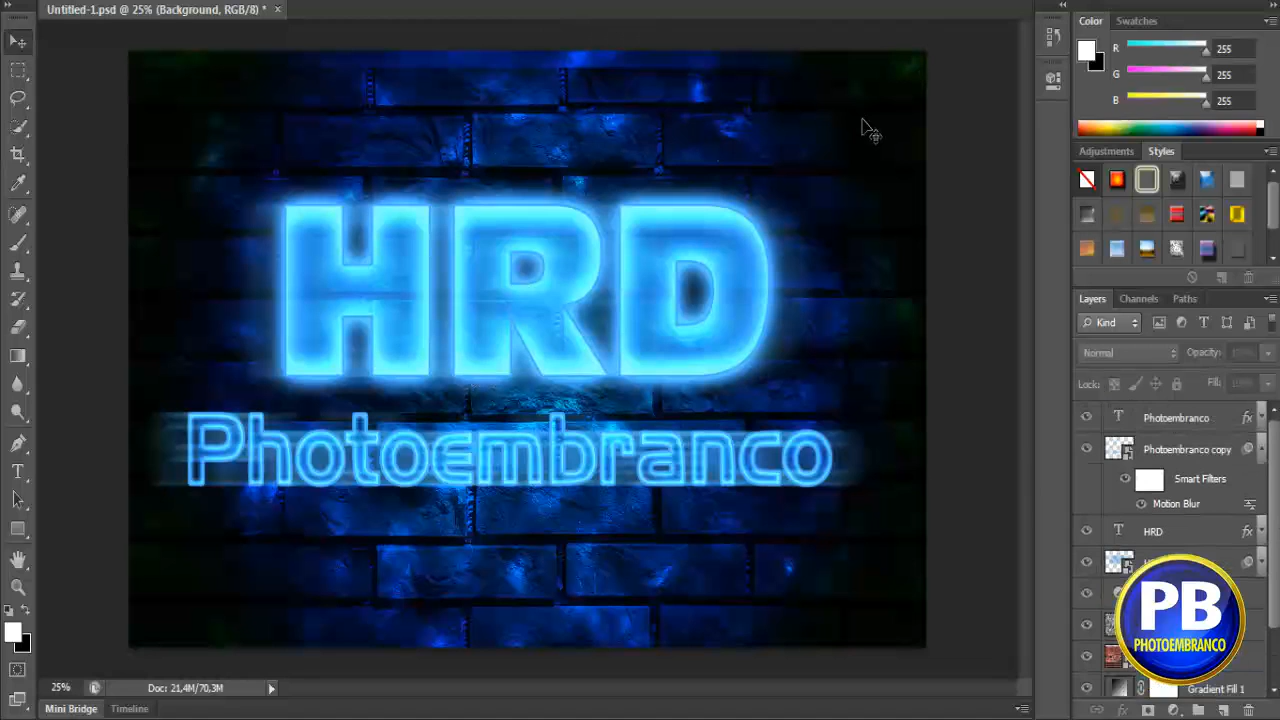 Untitled-1.psd @ 25% (Background, RGB/8) *
Color Swatches
R 255
G 255
B 255
Adjustments Styles
Layers Channels Paths
Kind
Normal Opacity:
Lock: Fill:
Photoembranco fx
Photoembranco copy
Smart Filters
Motion Blur
HRD fx
Gradient Fill 1
HRD
Photoembranco
PB
PHOTOEMBRANCO
25% Doc: 21,4M/70,3M
Mini Bridge Timeline